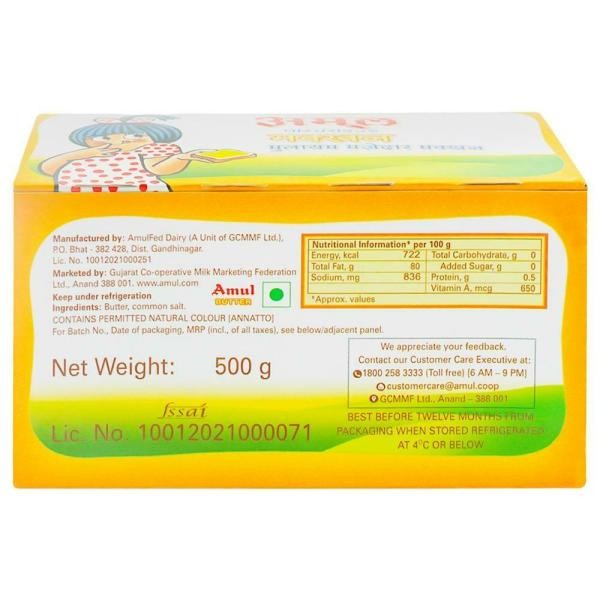 अमूल
Manufactured by: AmulFed Dairy (A Unit of GCMMF Ltd.),
P.O. Bhat - 382 428, Dist. Gandhinagar.
Lic. No. 10012021000251
Marketed by: Gujarat Co-operative Milk Marketing Federation
Ltd., Anand 388 001. www.amul.com
Keep under refrigeration
Ingredients: Butter, common salt.
CONTAINS PERMITTED NATURAL COLOUR [ANNATTO]
For Batch No., Date of packaging, MRP (incl., of all taxes), see below/adjacent panel.
Amul
BUTTER
Nutritional Information* per 100 g
Energy, kcal 722 Total Carbohydrate, g 0
Total Fat, g 80 Added Sugar, g 0
Sodium, mg 836 Protein, g 0.5
Vitamin A, mcg 650
*Approx. values
Net Weight: 500 g
We appreciate your feedback.
Contact our Customer Care Executive at:
1800 258 3333 (Toll free) [6 AM – 9 PM]
customercare@amul.coop
GCMMF Ltd., Anand – 388 001
fssai
Lic. No. 10012021000071
BEST BEFORE TWELVE MONTHS FROM
PACKAGING WHEN STORED REFRIGERATED
AT 4°C OR BELOW